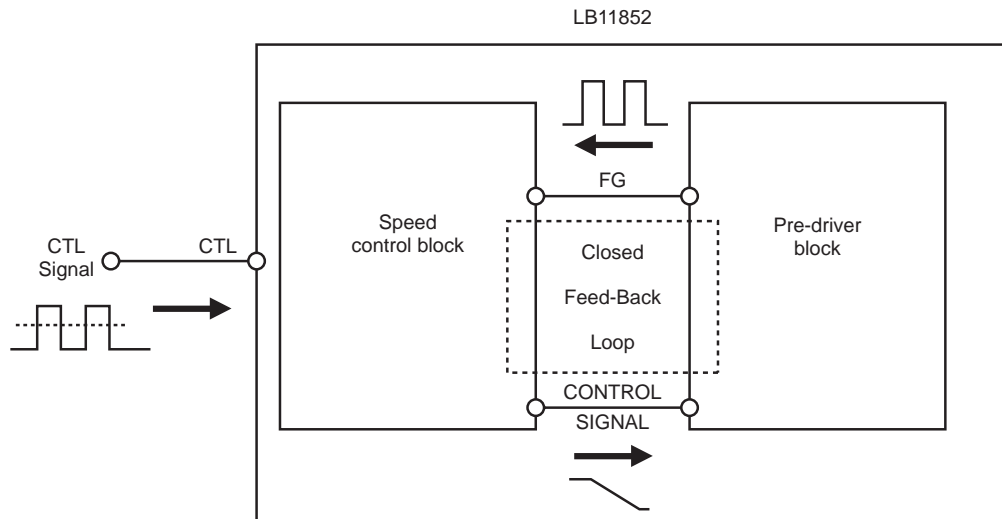 LB11852
FG
Speed
control block
Pre-driver
block
CTL
Signal
CTL
Closed
Feed-Back
Loop
CONTROL
SIGNAL